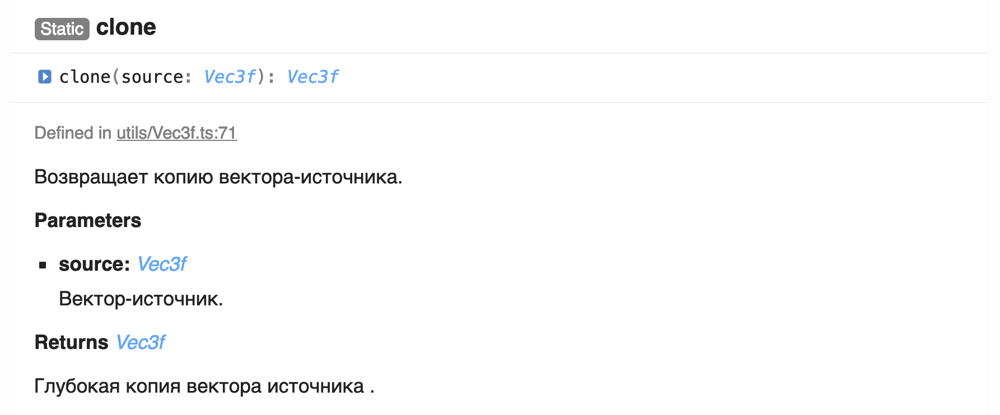 Static clone
clone(source: Vec3f): Vec3f
Defined in utils/Vec3f.ts:71
Возвращает копию вектора-источника.
Parameters
source: Vec3f
Вектор-источник.
Returns Vec3f
Глубокая копия вектора источника .